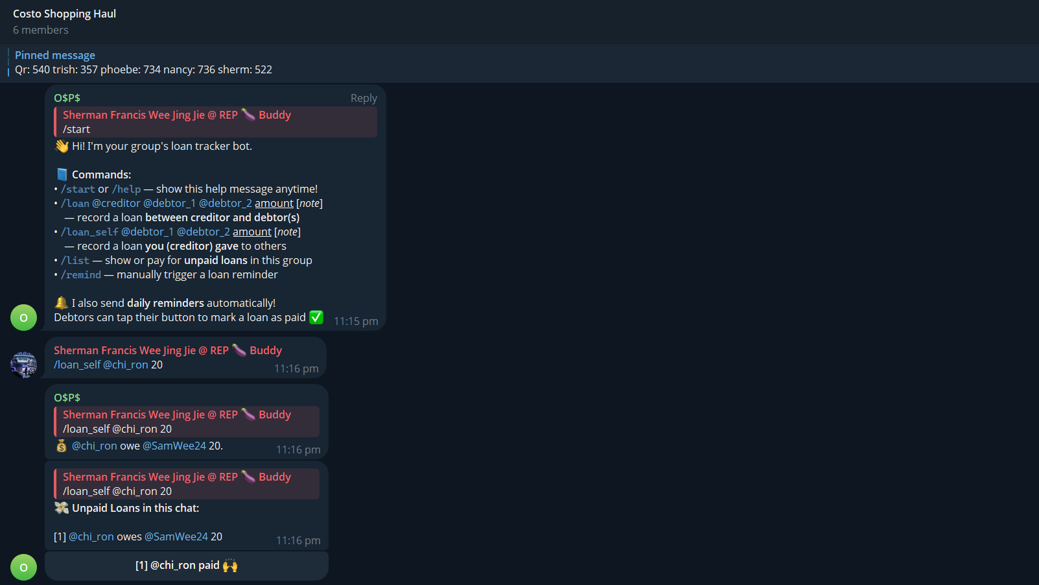 Costo Shopping Haul
6 members
Pinned message
Qr: 540 trish: 357 phoebe: 734 nancy: 736 sherm: 522
O$P$ Reply
Sherman Francis Wee Jing Jie @ REP 🍆 Buddy
/start
👋 Hi! I'm your group's loan tracker bot.
📘 Commands:
• /start or /help — show this help message anytime!
• /loan @creditor @debtor_1 @debtor_2 amount [note]
— record a loan between creditor and debtor(s)
• /loan_self @debtor_1 @debtor_2 amount [note]
— record a loan you (creditor) gave to others
• /list — show or pay for unpaid loans in this group
• /remind — manually trigger a loan reminder
🔔 I also send daily reminders automatically!
Debtors can tap their button to mark a loan as paid ✅ 11:15 pm
O
Sherman Francis Wee Jing Jie @ REP 🍆 Buddy
/loan_self @chi_ron 20
11:16 pm
O$P$
Sherman Francis Wee Jing Jie @ REP 🍆 Buddy
/loan_self @chi_ron 20
💰 @chi_ron owe @SamWee24 20. 11:16 pm
Sherman Francis Wee Jing Jie @ REP 🍆 Buddy
/loan_self @chi_ron 20
💸 Unpaid Loans in this chat:
[1] @chi_ron owes @SamWee24 20 11:16 pm
[1] @chi_ron paid 🙌
O